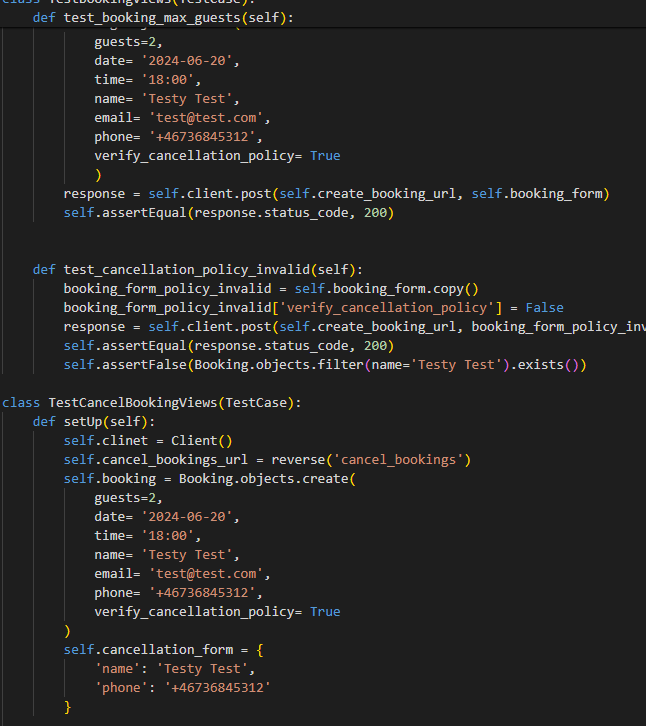 class TestBookingViews(TestCase):
def test_booking_max_guests(self):
guests=2,
date= '2024-06-20',
time= '18:00',
name= 'Testy Test',
email= 'test@test.com',
phone= '+46736845312',
verify_cancellation_policy= True
)
response = self.client.post(self.create_booking_url, self.booking_form)
self.assertEqual(response.status_code, 200)
def test_cancellation_policy_invalid(self):
booking_form_policy_invalid = self.booking_form.copy()
booking_form_policy_invalid['verify_cancellation_policy'] = False
response = self.client.post(self.create_booking_url, booking_form_policy_inv
self.assertEqual(response.status_code, 200)
self.assertFalse(Booking.objects.filter(name='Testy Test').exists())
class TestCancelBookingViews(TestCase):
def setUp(self):
self.clinet = Client()
self.cancel_bookings_url = reverse('cancel_bookings')
self.booking = Booking.objects.create(
guests=2,
date= '2024-06-20',
time= '18:00',
name= 'Testy Test',
email= 'test@test.com',
phone= '+46736845312',
verify_cancellation_policy= True
)
self.cancellation_form = {
'name': 'Testy Test',
'phone': '+46736845312'
}